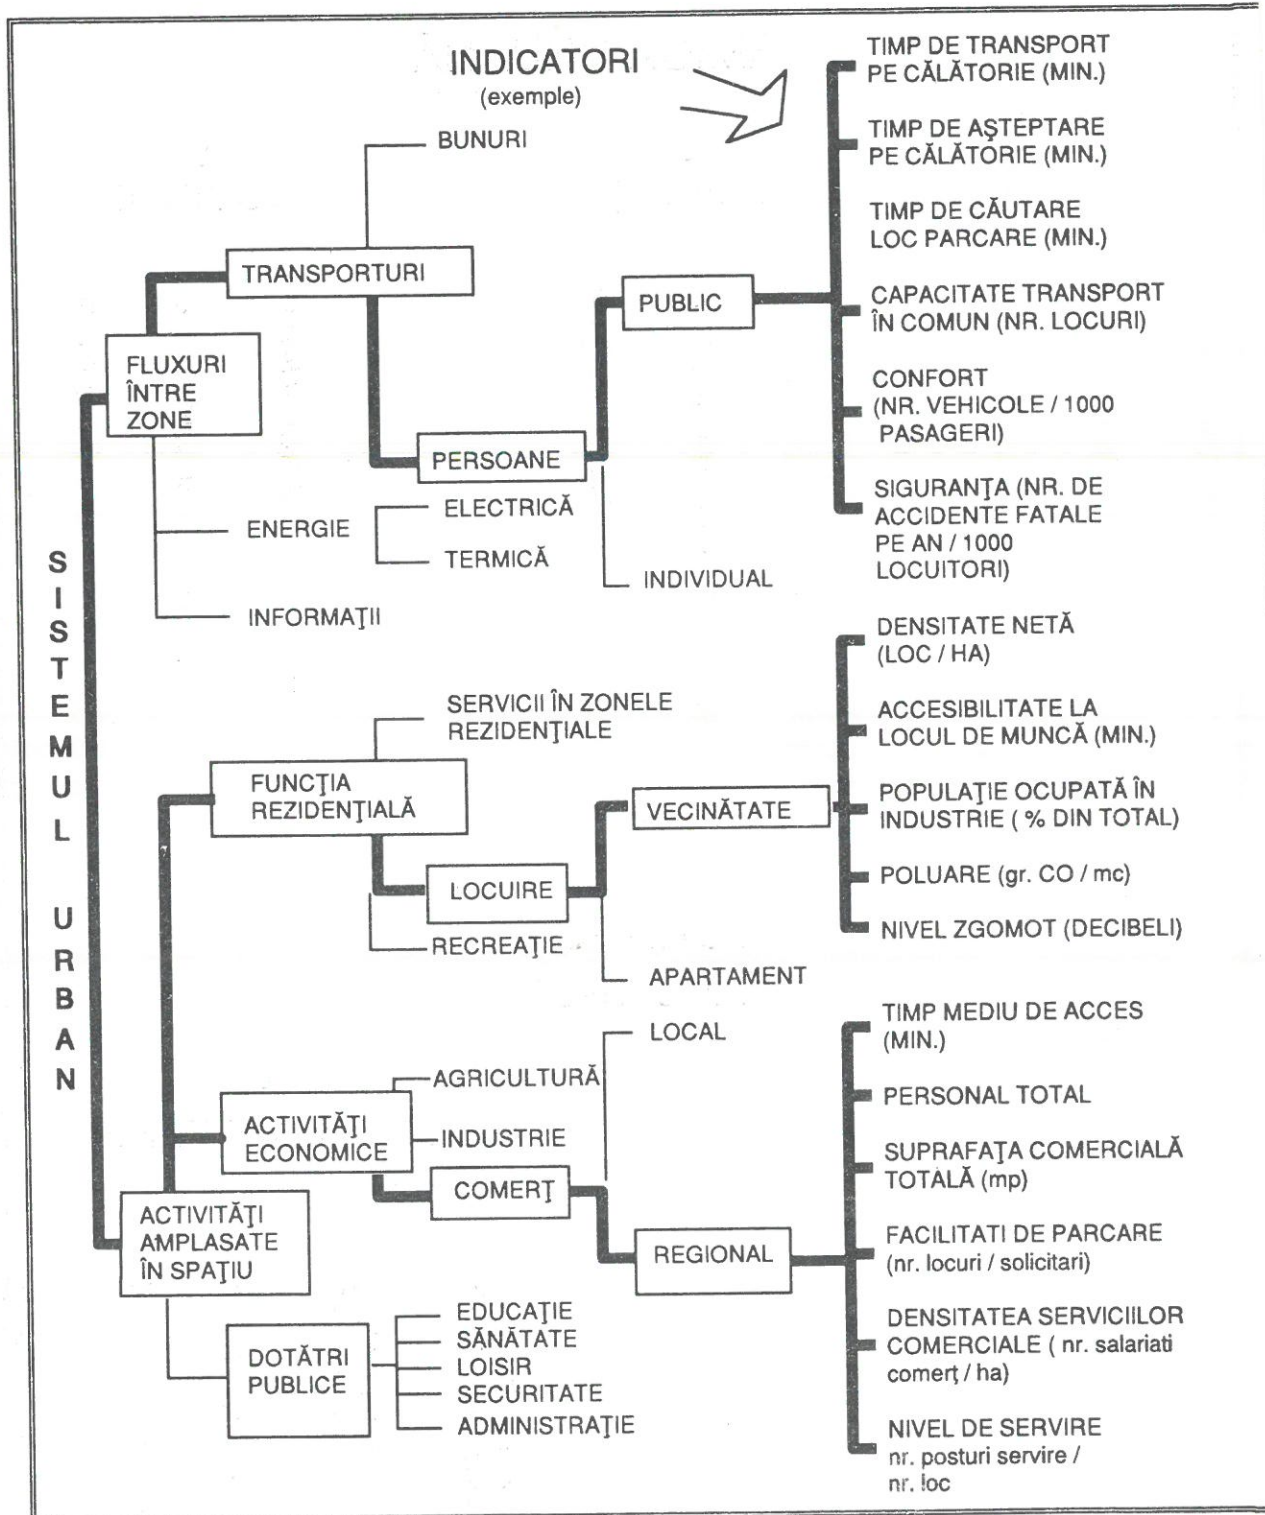 INDICATORI
(exemple)
TIMP DE TRANSPORT
PE CĂLĂTORIE (MIN.)
TIMP DE AŞTEPTARE
PE CĂLĂTORIE (MIN.)
TIMP DE CĂUTARE
LOC PARCARE (MIN.)
CAPACITATE TRANSPORT
ÎN COMUN (NR. LOCURI)
CONFORT
(NR. VEHICOLE / 1000
PASAGERI)
SIGURANŢA (NR. DE
ACCIDENTE FATALE
PE AN / 1000
LOCUITORI)
BUNURI
TRANSPORTURI
PUBLIC
FLUXURI
ÎNTRE
ZONE
PERSOANE
ENERGIE
ELECTRICĂ
TERMICĂ
INDIVIDUAL
INFORMAŢII
SISTEMUL URBAN
DENSITATE NETĂ
(LOC / HA)
ACCESIBILITATE LA
LOCUL DE MUNCĂ (MIN.)
POPULAŢIE OCUPATĂ ÎN
INDUSTRIE ( % DIN TOTAL)
POLUARE (gr. CO / mc)
NIVEL ZGOMOT (DECIBELI)
SERVICII ÎN ZONELE
REZIDENŢIALE
FUNCŢIA
REZIDENŢIALĂ
VECINĂTATE
LOCUIRE
RECREAŢIE
APARTAMENT
LOCAL
AGRICULTURĂ
ACTIVITĂŢI
ECONOMICE
INDUSTRIE
COMERŢ
ACTIVITĂŢI
AMPLASATE
ÎN SPAŢIU
REGIONAL
TIMP MEDIU DE ACCES
(MIN.)
PERSONAL TOTAL
SUPRAFAŢA COMERCIALĂ
TOTALĂ (mp)
FACILITATI DE PARCARE
(nr. locuri / solicitari)
DENSITATEA SERVICIILOR
COMERCIALE ( nr. salariati
comerţ / ha)
NIVEL DE SERVIRE
nr. posturi servire /
nr. loc
DOTĂTRI
PUBLICE
EDUCAŢIE
SĂNĂTATE
LOISIR
SECURITATE
ADMINISTRAŢIE